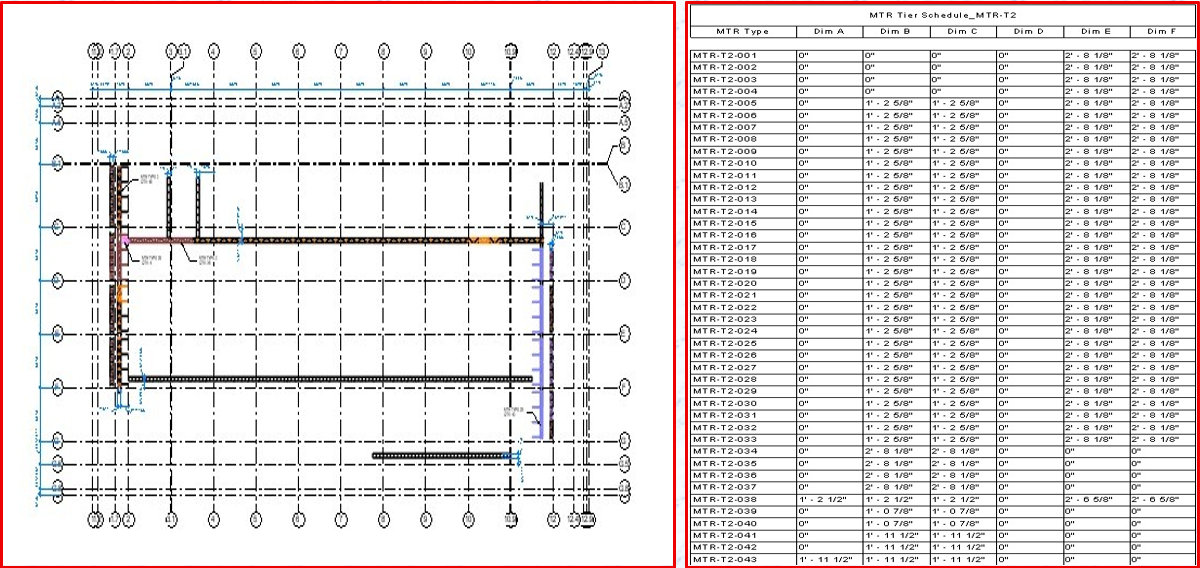 2 4 5 6 7 7 8 9 10 12 13
2 4 5 6 7 7 8 9 10 12
MTR Tier Schedule_MTR-T2
MTR Type Dim A Dim B Dim C Dim D Dim E Dim F
MTR-T2-001 0" 0" 0" 0" 2' - 8 1/8" 2' - 8 1/8"
MTR-T2-002 0" 0" 0" 0" 2' - 8 1/8" 2' - 8 1/8"
MTR-T2-003 0" 0" 0" 0" 2' - 8 1/8" 2' - 8 1/8"
MTR-T2-004 0" 0" 0" 0" 2' - 8 1/8" 2' - 8 1/8"
MTR-T2-005 0" 1' - 2 5/8" 1' - 2 5/8" 0" 2' - 8 1/8" 2' - 8 1/8"
MTR-T2-006 0" 1' - 2 5/8" 1' - 2 5/8" 0" 2' - 8 1/8" 2' - 8 1/8"
MTR-T2-007 0" 1' - 2 5/8" 1' - 2 5/8" 0" 2' - 8 1/8" 2' - 8 1/8"
MTR-T2-008 0" 1' - 2 5/8" 1' - 2 5/8" 0" 2' - 8 1/8" 2' - 8 1/8"
MTR-T2-009 0" 1' - 2 5/8" 1' - 2 5/8" 0" 2' - 8 1/8" 2' - 8 1/8"
MTR-T2-010 0" 1' - 2 5/8" 1' - 2 5/8" 0" 2' - 8 1/8" 2' - 8 1/8"
MTR-T2-011 0" 1' - 2 5/8" 1' - 2 5/8" 0" 2' - 8 1/8" 2' - 8 1/8"
MTR-T2-012 0" 1' - 2 5/8" 1' - 2 5/8" 0" 2' - 8 1/8" 2' - 8 1/8"
MTR-T2-013 0" 1' - 2 5/8" 1' - 2 5/8" 0" 2' - 8 1/8" 2' - 8 1/8"
MTR-T2-014 0" 1' - 2 5/8" 1' - 2 5/8" 0" 2' - 8 1/8" 2' - 8 1/8"
MTR-T2-015 0" 1' - 2 5/8" 1' - 2 5/8" 0" 2' - 8 1/8" 2' - 8 1/8"
MTR-T2-016 0" 1' - 2 5/8" 1' - 2 5/8" 0" 2' - 8 1/8" 2' - 8 1/8"
MTR-T2-017 0" 1' - 2 5/8" 1' - 2 5/8" 0" 2' - 8 1/8" 2' - 8 1/8"
MTR-T2-018 0" 1' - 2 5/8" 1' - 2 5/8" 0" 2' - 8 1/8" 2' - 8 1/8"
MTR-T2-019 0" 1' - 2 5/8" 1' - 2 5/8" 0" 2' - 8 1/8" 2' - 8 1/8"
MTR-T2-020 0" 1' - 2 5/8" 1' - 2 5/8" 0" 2' - 8 1/8" 2' - 8 1/8"
MTR-T2-021 0" 1' - 2 5/8" 1' - 2 5/8" 0" 2' - 8 1/8" 2' - 8 1/8"
MTR-T2-022 0" 1' - 2 5/8" 1' - 2 5/8" 0" 2' - 8 1/8" 2' - 8 1/8"
MTR-T2-023 0" 1' - 2 5/8" 1' - 2 5/8" 0" 2' - 8 1/8" 2' - 8 1/8"
MTR-T2-024 0" 1' - 2 5/8" 1' - 2 5/8" 0" 2' - 8 1/8" 2' - 8 1/8"
MTR-T2-025 0" 1' - 2 5/8" 1' - 2 5/8" 0" 2' - 8 1/8" 2' - 8 1/8"
MTR-T2-026 0" 1' - 2 5/8" 1' - 2 5/8" 0" 2' - 8 1/8" 2' - 8 1/8"
MTR-T2-027 0" 1' - 2 5/8" 1' - 2 5/8" 0" 2' - 8 1/8" 2' - 8 1/8"
MTR-T2-028 0" 1' - 2 5/8" 1' - 2 5/8" 0" 2' - 8 1/8" 2' - 8 1/8"
MTR-T2-029 0" 1' - 2 5/8" 1' - 2 5/8" 0" 2' - 8 1/8" 2' - 8 1/8"
MTR-T2-030 0" 1' - 2 5/8" 1' - 2 5/8" 0" 2' - 8 1/8" 2' - 8 1/8"
MTR-T2-031 0" 1' - 2 5/8" 1' - 2 5/8" 0" 2' - 8 1/8" 2' - 8 1/8"
MTR-T2-032 0" 1' - 2 5/8" 1' - 2 5/8" 0" 2' - 8 1/8" 2' - 8 1/8"
MTR-T2-033 0" 1' - 2 5/8" 1' - 2 5/8" 0" 2' - 8 1/8" 2' - 8 1/8"
MTR-T2-034 0" 2' - 8 1/8" 2' - 8 1/8" 0" 0" 0"
MTR-T2-035 0" 2' - 8 1/8" 2' - 8 1/8" 0" 0" 0"
MTR-T2-036 0" 2' - 8 1/8" 2' - 8 1/8" 0" 0" 0"
MTR-T2-037 0" 2' - 8 1/8" 2' - 8 1/8" 0" 0" 0"
MTR-T2-038 1' - 2 1/2" 1' - 2 1/2" 1' - 2 1/2" 0" 2' - 6 5/8" 2' - 6 5/8"
MTR-T2-039 0" 1' - 0 7/8" 1' - 0 7/8" 0" 0" 0"
MTR-T2-040 0" 1' - 0 7/8" 1' - 0 7/8" 0" 0" 0"
MTR-T2-041 0" 1' - 11 1/2" 1' - 11 1/2" 0" 0" 0"
MTR-T2-042 0" 1' - 11 1/2" 1' - 11 1/2" 0" 0" 0"
MTR-T2-043 1' - 11 1/2" 1' - 11 1/2" 1' - 11 1/2" 0" 0" 0"